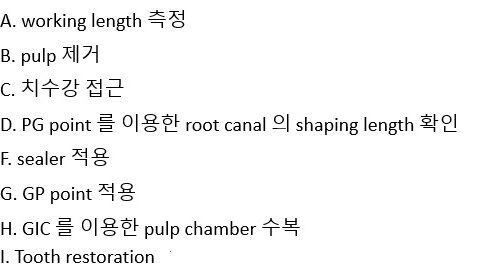 A. working length 측정
B. pulp 제거
C. 치수강 접근
D. PG point 를 이용한 root canal 의 shaping length 확인
F. sealer 적용
G. GP point 적용
H. GIC 를 이용한 pulp chamber 수복
I. Tooth restoration